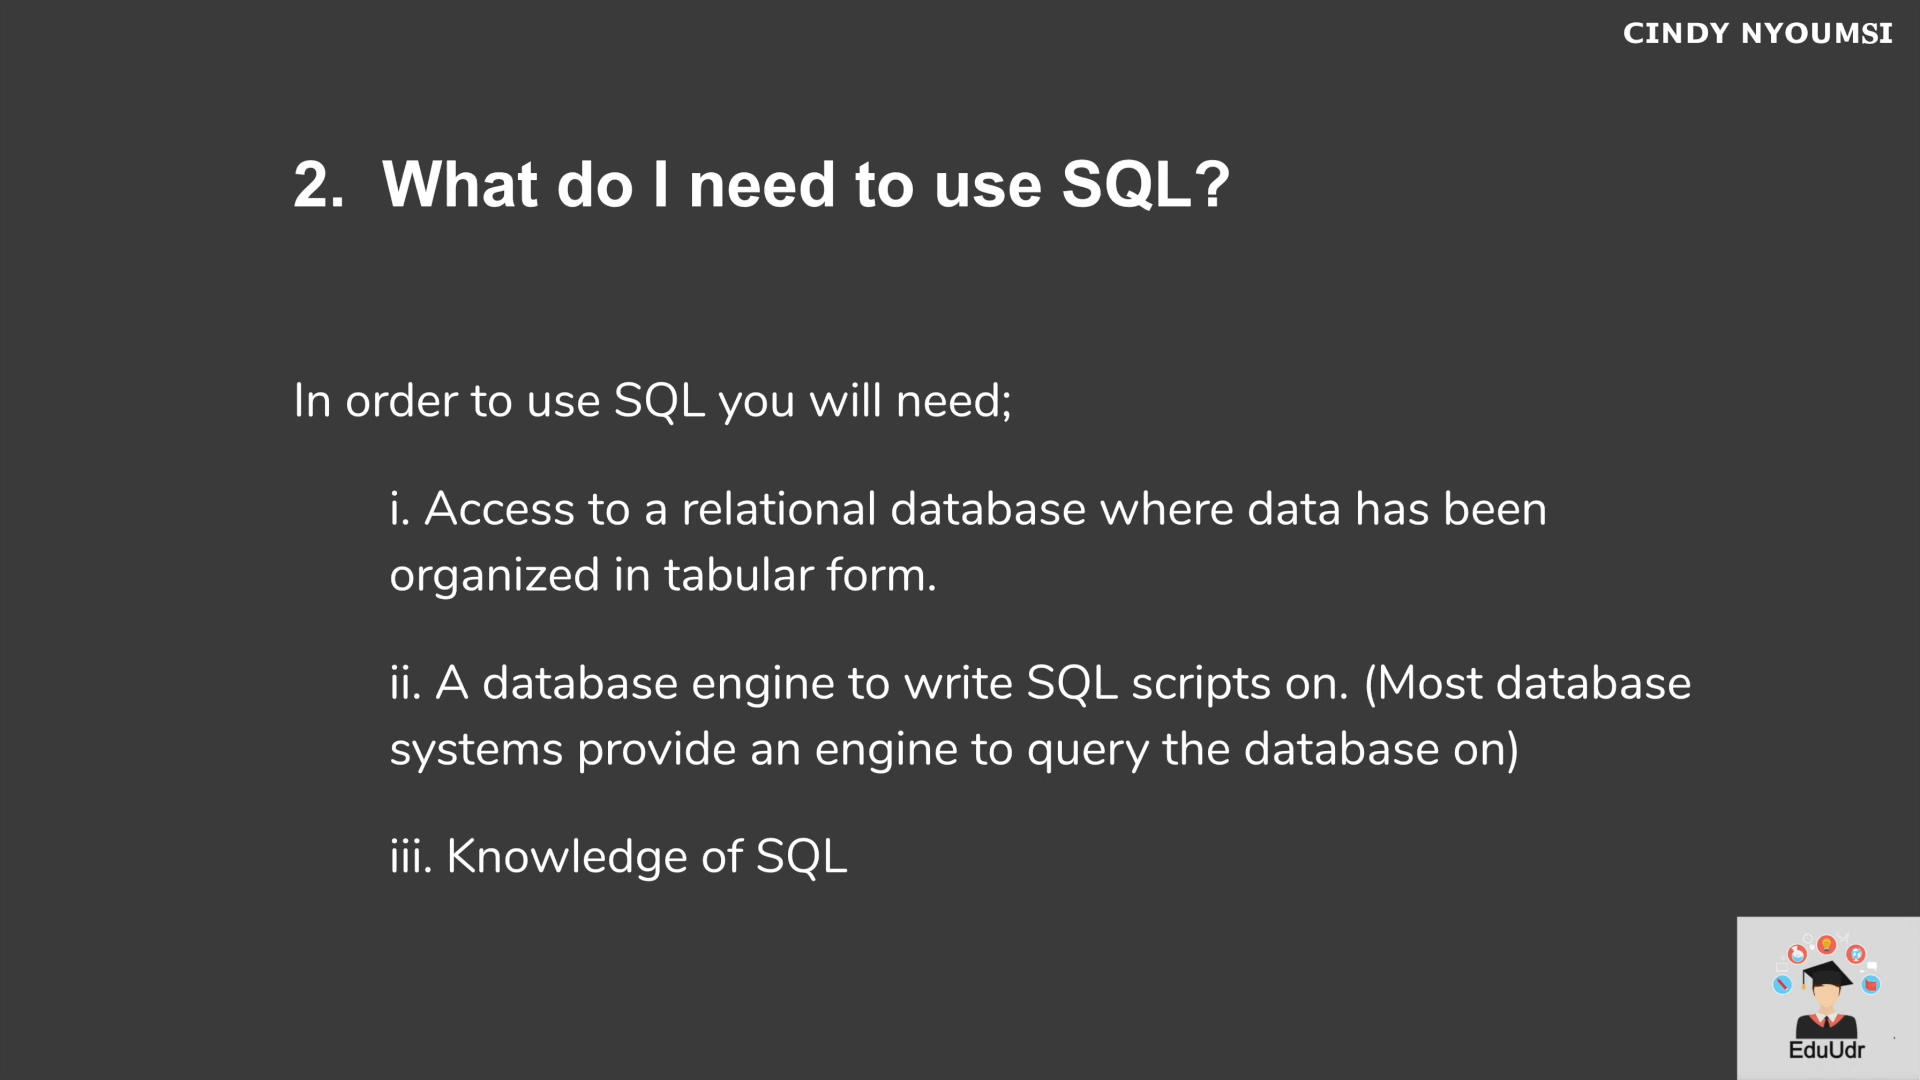 CINDY NYOUMSI
2. What do I need to use SQL?
In order to use SQL you will need;
i. Access to a relational database where data has been
organized in tabular form.
ii. A database engine to write SQL scripts on. (Most database
systems provide an engine to query the database on)
iii. Knowledge of SQL
EduUdr